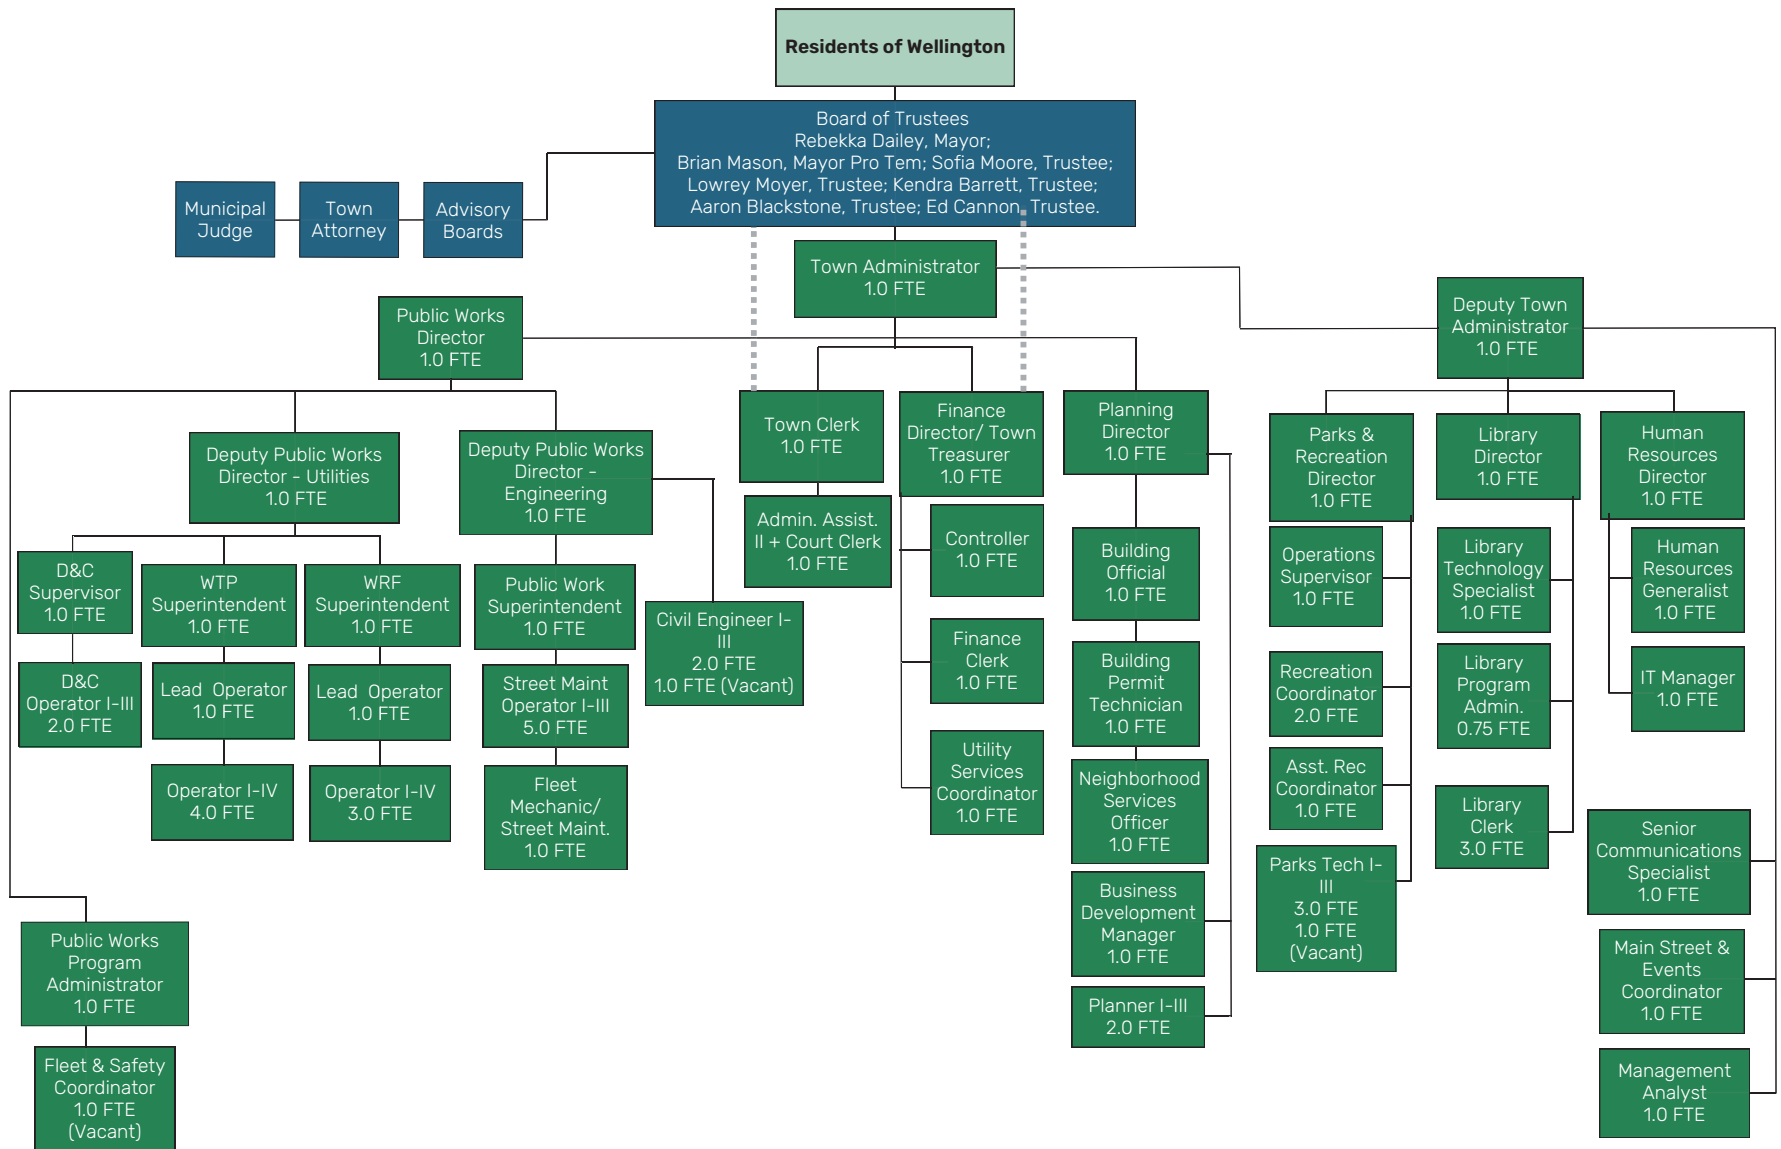 Residents of Wellington
Board of Trustees
Rebekka Dailey, Mayor;
Brian Mason, Mayor Pro Tem; Sofia Moore, Trustee;
Lowrey Moyer, Trustee; Kendra Barrett, Trustee;
Aaron Blackstone, Trustee; Ed Cannon, Trustee.
Municipal
Judge
Town
Attorney
Advisory
Boards
Town Administrator
1.0 FTE
Public Works
Director
1.0 FTE
Deputy Town
Administrator
1.0 FTE
Deputy Public Works
Director - Utilities
1.0 FTE
Deputy Public Works
Director -
Engineering
1.0 FTE
Town Clerk
1.0 FTE
Finance
Director/ Town
Treasurer
1.0 FTE
Planning
Director
1.0 FTE
Parks &
Recreation
Director
1.0 FTE
Library
Director
1.0 FTE
Human
Resources
Director
1.0 FTE
D&C
Supervisor
1.0 FTE
D&C
Operator I-III
2.0 FTE
WTP
Superintendent
1.0 FTE
Lead Operator
1.0 FTE
Operator I-IV
4.0 FTE
WRF
Superintendent
1.0 FTE
Lead Operator
1.0 FTE
Operator I-IV
3.0 FTE
Public Work
Superintendent
1.0 FTE
Street Maint
Operator I-III
5.0 FTE
Fleet
Mechanic/
Street Maint.
1.0 FTE
Civil Engineer I-
III
2.0 FTE
1.0 FTE (Vacant)
Admin. Assist.
II + Court Clerk
1.0 FTE
Controller
1.0 FTE
Finance
Clerk
1.0 FTE
Utility
Services
Coordinator
1.0 FTE
Building
Official
1.0 FTE
Building
Permit
Technician
1.0 FTE
Neighborhood
Services
Officer
1.0 FTE
Business
Development
Manager
1.0 FTE
Planner I-III
2.0 FTE
Operations
Supervisor
1.0 FTE
Recreation
Coordinator
2.0 FTE
Asst. Rec
Coordinator
1.0 FTE
Parks Tech I-
III
3.0 FTE
1.0 FTE
(Vacant)
Library
Technology
Specialist
1.0 FTE
Library
Program
Admin.
0.75 FTE
Library
Clerk
3.0 FTE
Human
Resources
Generalist
1.0 FTE
IT Manager
1.0 FTE
Senior
Communications
Specialist
1.0 FTE
Main Street &
Events
Coordinator
1.0 FTE
Management
Analyst
1.0 FTE
Public Works
Program
Administrator
1.0 FTE
Fleet & Safety
Coordinator
1.0 FTE
(Vacant)